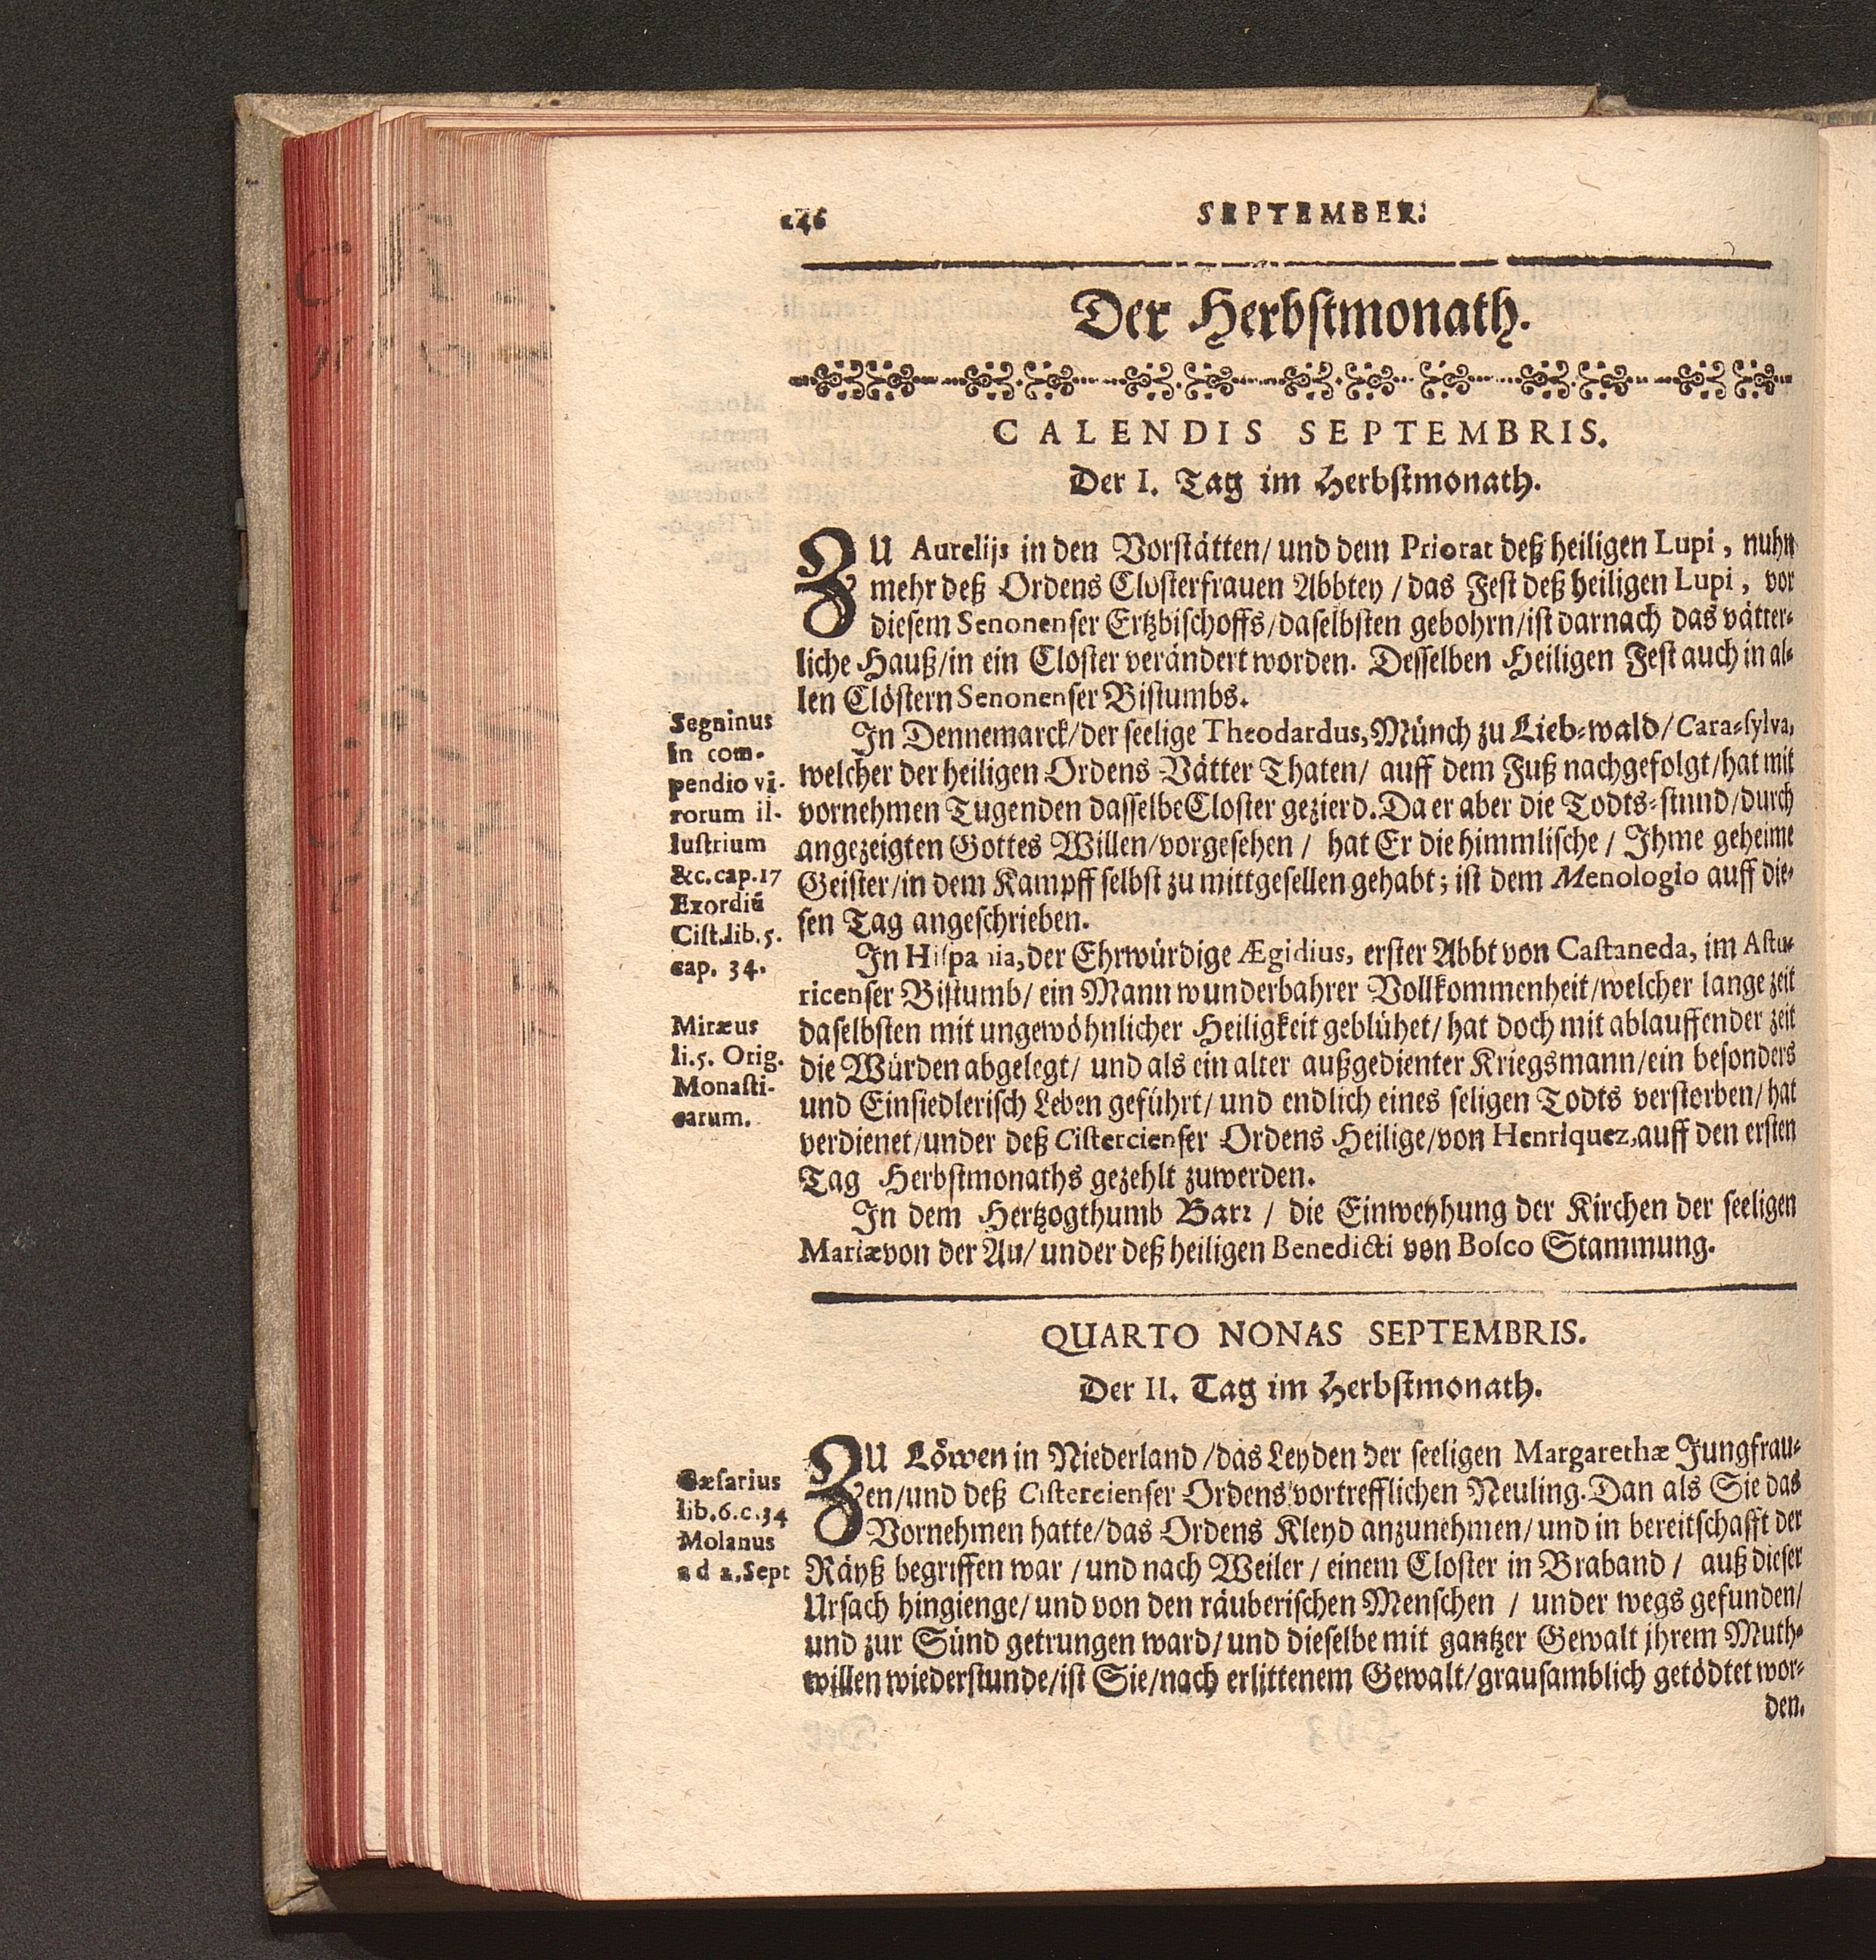 246
SEPTEMBER.
Der Herbstmonath.
CALENDIS SEPTEMBRIS.
Der I. Tag im Herbstmonath.
ZU Aurelijs in den Vorstätten/ und dem Priorat deß heiligen Lupi, nuhn
mehr deß Ordens Closterfrauen Abbtey / das Fest deß heiligen Lupi, vor
diesem Senonenser Ertzbischoffs/daselbsten gebohrn/ist darnach das vätter-
liche Hauß/in ein Closter verändert worden. Desselben Heiligen Fest auch in al-
len Clöstern Senonenser Bistumbs.
In Dennemarck/der seelige Theodardus, Münch zu Lieb-wald/Cara-sylva,
welcher der heiligen Ordens Vätter Thaten/ auff dem Fuß nachgefolgt/hat mit
vornehmen Tugenden dasselbe Closter gezierd. Da er aber die Todts-stund/durch
angezeigten Gottes Willen/vorgesehen / hat Er die himmlische / Ihme geheime
Geister/in dem Kampff selbst zu mittgesellen gehabt; ist dem Menologio auff die-
sen Tag angeschrieben.
Segninus
in com-
pendio vi-
rorum il-
lustrium
&c. cap. 17
Exordiū
Cist. lib. 5.
cap. 34.
In Hispania, der Ehrwürdige Ægidius, erster Abbt von Castaneda, im Astu-
ricenser Bistumb/ ein Mann wunderbahrer Vollkommenheit/welcher lange zeit
daselbsten mit ungewöhnlicher Heiligkeit geblühet/ hat doch mit ablauffender zeit
die Würden abgelegt/ und als ein alter außgedienter Kriegsmann/ein besonders
und Einsiedlerisch Leben geführt/ und endlich eines seligen Todts verstorben/ hat
verdienet/under deß Cistercienser Ordens Heilige/von Henriquez, auff den ersten
Tag Herbstmonaths gezehlt zuwerden.
Miræus
li. 5. Orig.
Monasti-
carum.
In dem Hertzogthumb Barr / die Einweyhung der Kirchen der seeligen
Mariæ von der Au/ under deß heiligen Benedicti von Bolco Stammung.
QUARTO NONAS SEPTEMBRIS.
Der II. Tag im Herbstmonath.
ZU Löwen in Niederland /das Leyden der seeligen Margarethæ Jungfrau-
en/und deß Cistercienser Ordens/vortrefflichen Neuling. Dan als Sie das
Vornehmen hatte/das Ordens Kleyd anzunehmen/ und in bereitschafft der
Räyß begriffen war / und nach Weiler / einem Closter in Braband / auß dieser
Ursach hingienge/ und von den räuberischen Menschen / under wegs gefunden/
und zur Sünd getrungen ward/ und dieselbe mit gantzer Gewalt jhrem Muth-
willen wiederstunde/ist Sie/nach erlittenem Gewalt/grausamblich getödtet wor-
den.
Cæsarius
lib. 6. c. 34
Molanus
ad 2. Sept